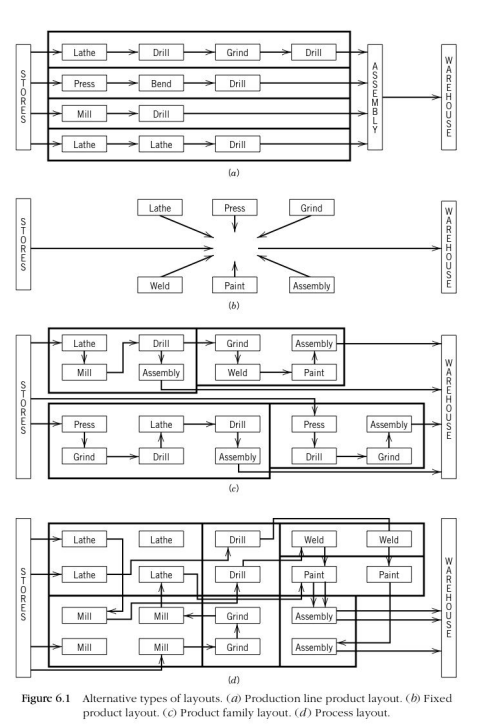 STORES
Lathe Drill Grind Drill
Press Bend Drill
Mill Drill
Lathe Lathe Drill
ASSEMBLY
WAREHOUSE
(a)
STORES
Lathe Press Grind
Weld Paint Assembly
WAREHOUSE
(b)
STORES
Lathe Drill Grind Assembly
Mill Assembly Weld Paint
Press Lathe Drill Press Assembly
Grind Drill Assembly Drill Grind
WAREHOUSE
(c)
STORES
Lathe Lathe Drill Weld Weld
Lathe Lathe Drill Paint Paint
Mill Mill Grind Assembly
Mill Mill Grind Assembly
WAREHOUSE
(d)
Figure 6.1 Alternative types of layouts. (a) Production line product layout. (b) Fixed
product layout. (c) Product family layout. (d) Process layout.